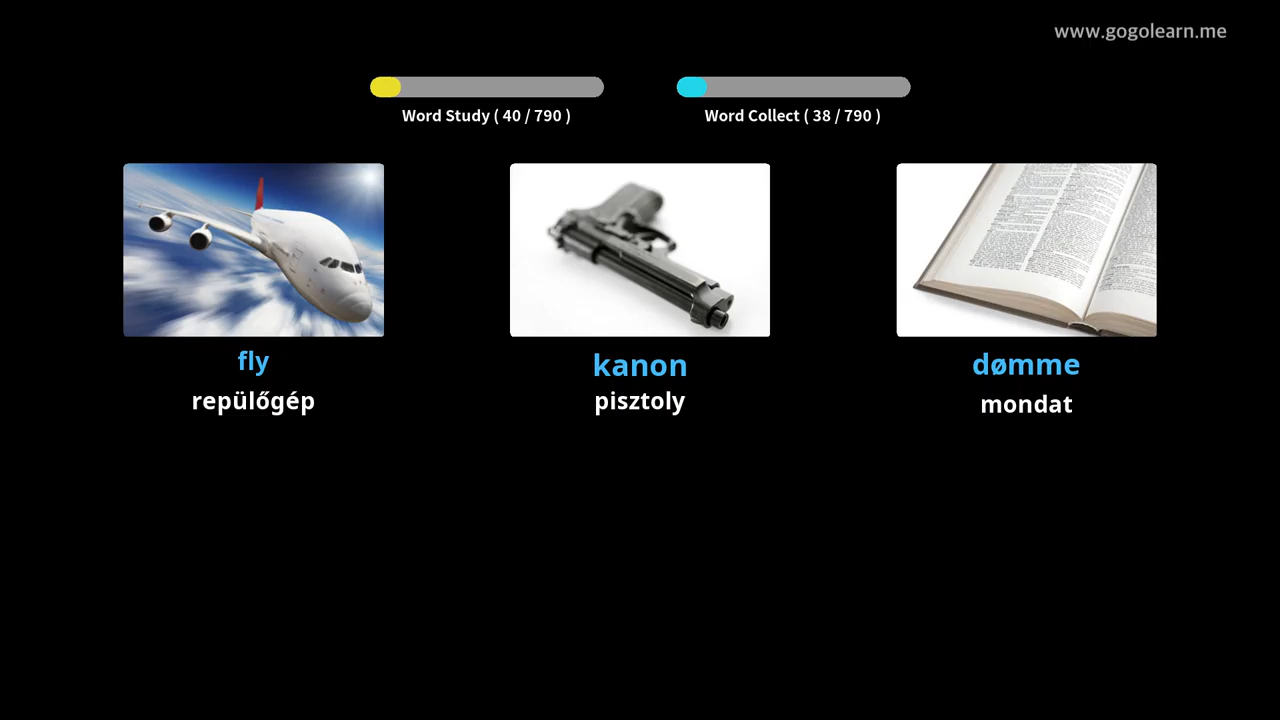 www.gogolearn.me
Word Study ( 40 / 790 )
Word Collect ( 38 / 790 )
fly
repülőgép
kanon
pisztoly
dømme
mondat